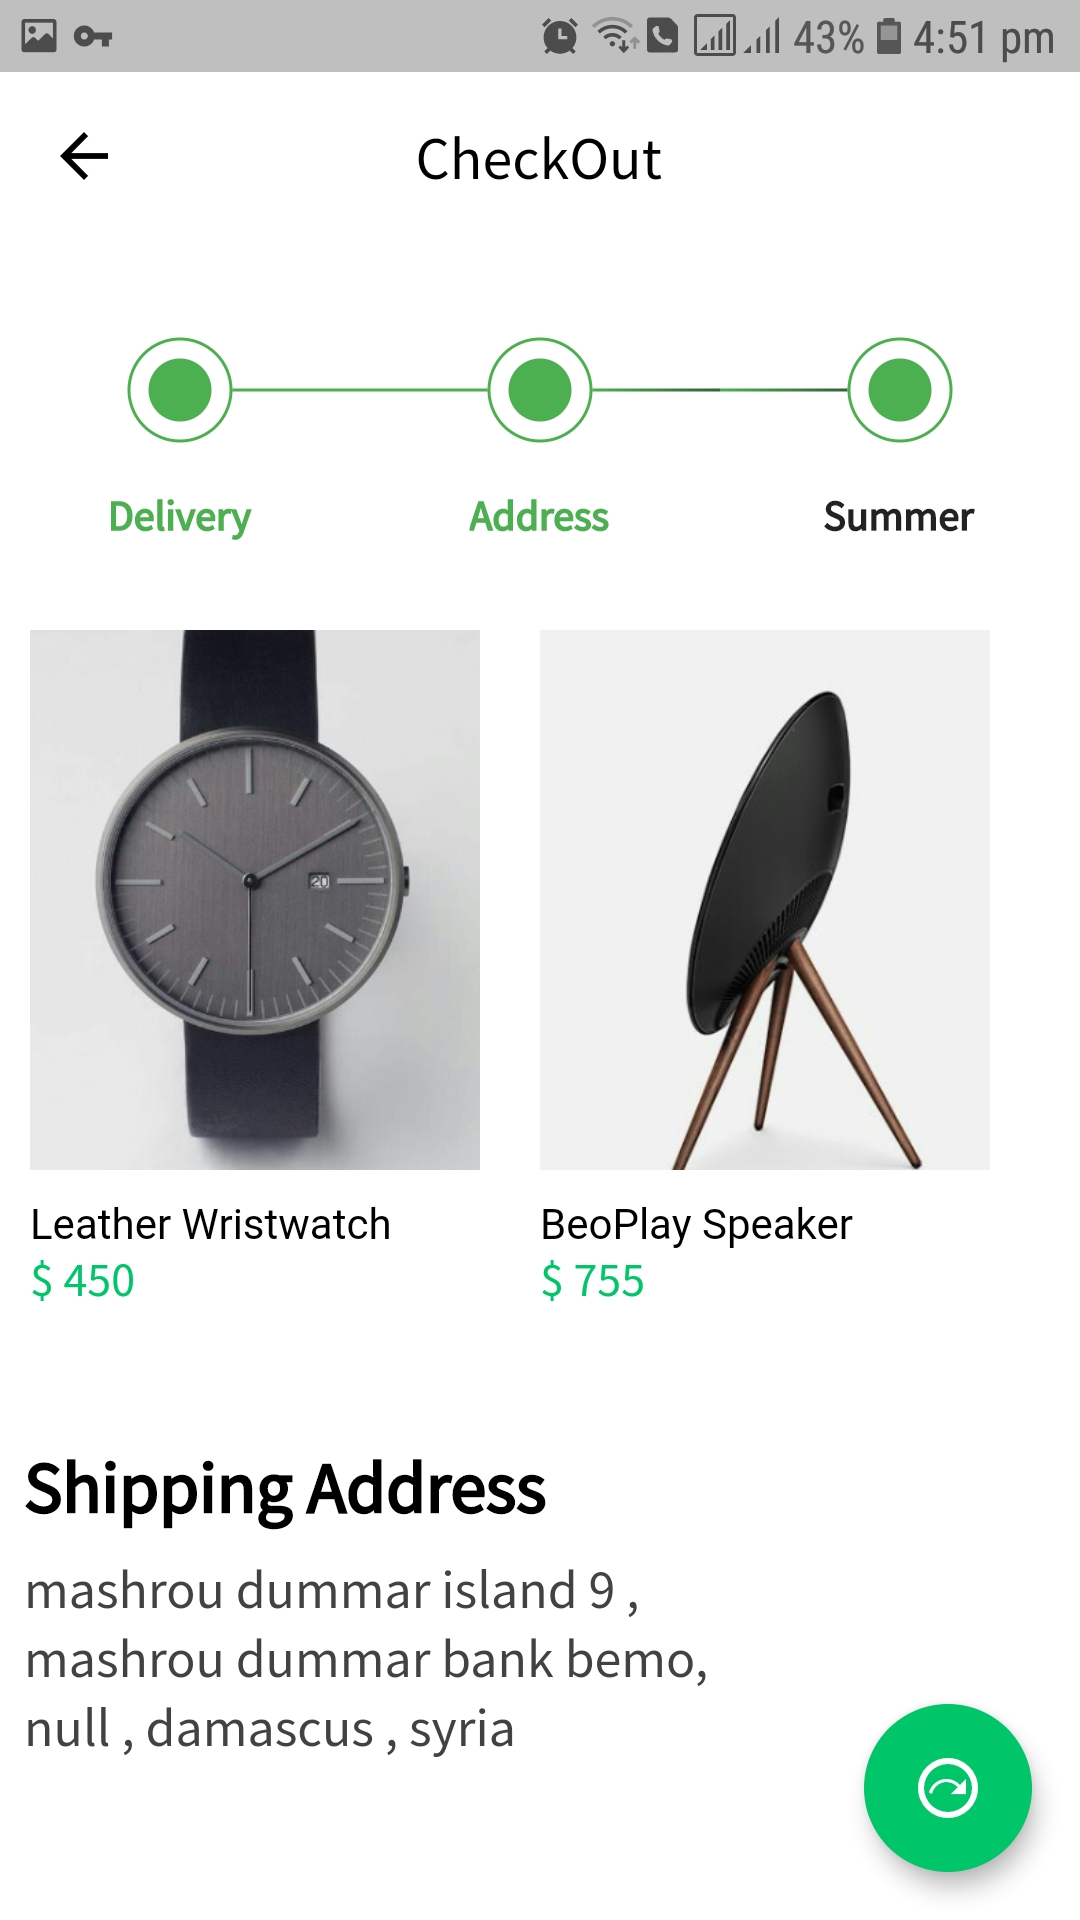 43% 4:51 pm
CheckOut
Delivery Address Summer
20
Leather Wristwatch BeoPlay Speaker
$ 450 $ 755
Shipping Address
mashrou dummar island 9 ,
mashrou dummar bank bemo,
null , damascus , syria